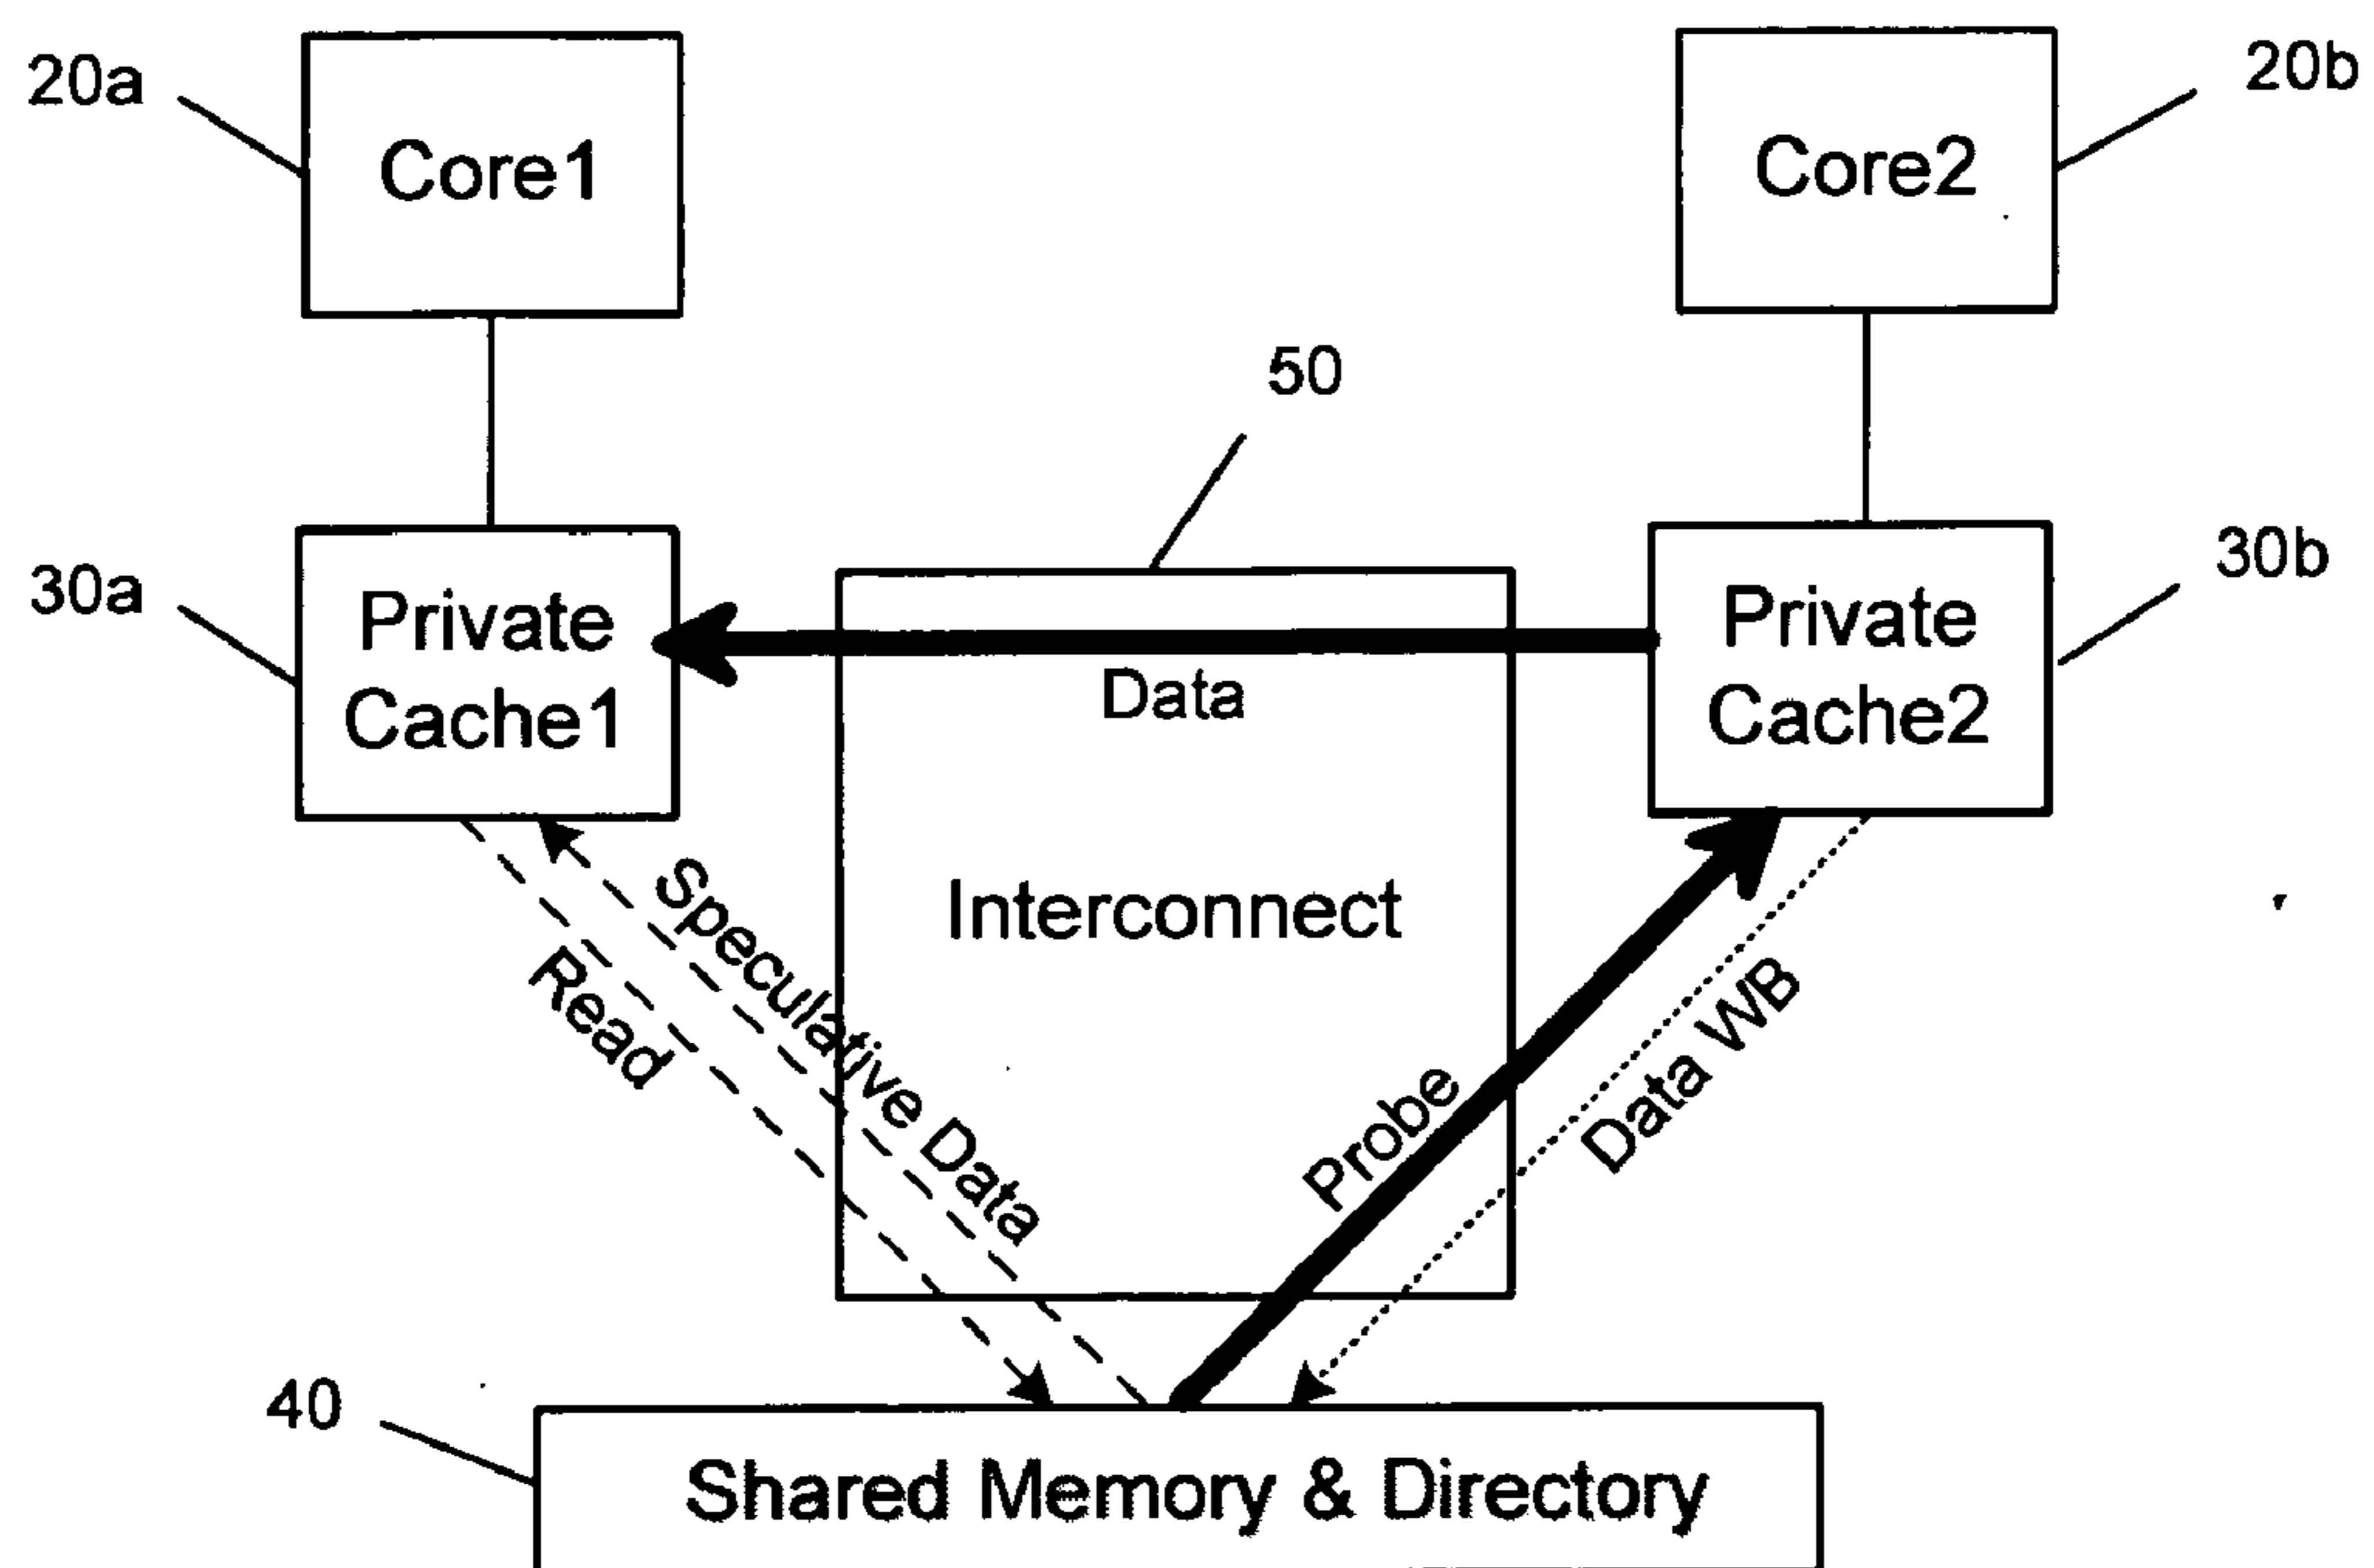 20a
Core1
Core2
20b
50
30a
Private
Cache1
Data
Private
Cache2
30b
Interconnect
Read
Speculative Data
Probe
Data WB
40
Shared Memory & Directory